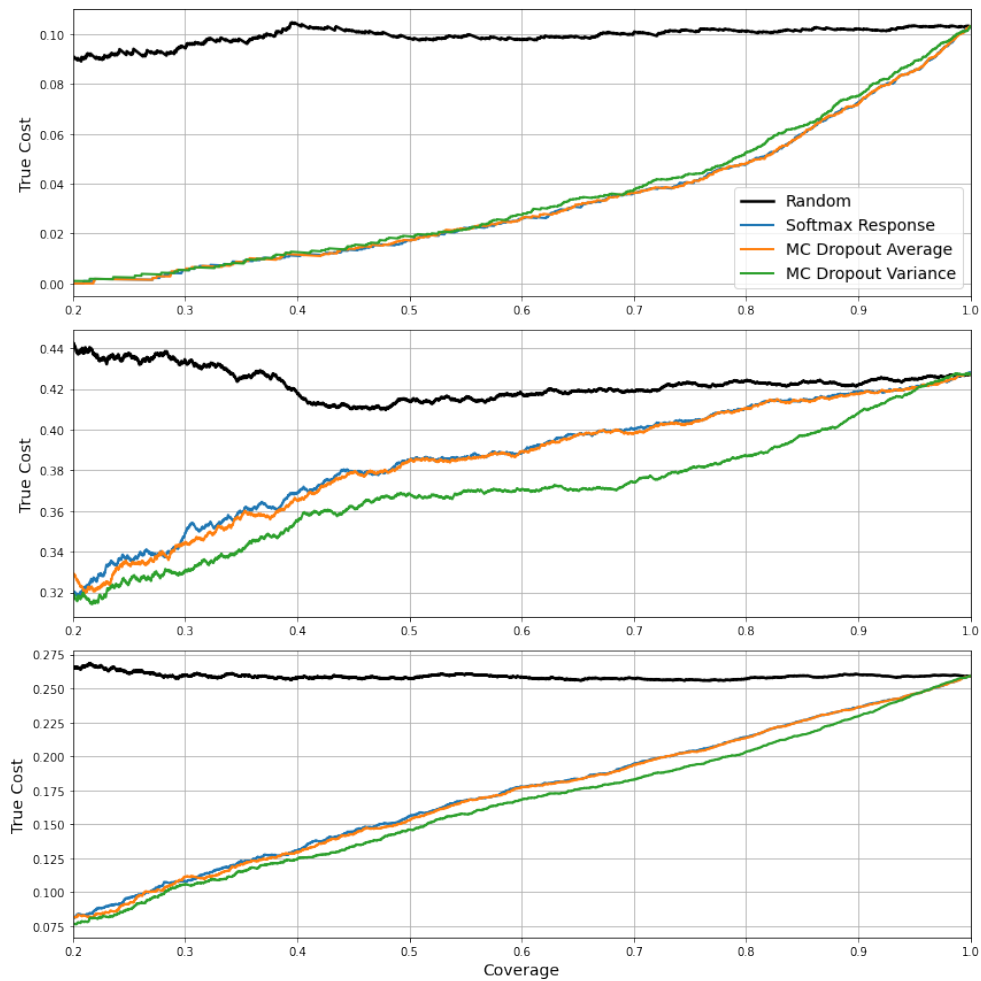 0.10
0.08
0.06
0.04
0.02
0.00
True Cost
0.2 0.3 0.4 0.5 0.6 0.7 0.8 0.9 1.0
Random
Softmax Response
MC Dropout Average
MC Dropout Variance
0.44
0.42
0.40
0.38
0.36
0.34
0.32
True Cost
0.2 0.3 0.4 0.5 0.6 0.7 0.8 0.9 1.0
0.275
0.250
0.225
0.200
0.175
0.150
0.125
0.100
0.075
True Cost
0.2 0.3 0.4 0.5 0.6 0.7 0.8 0.9 1.0
Coverage